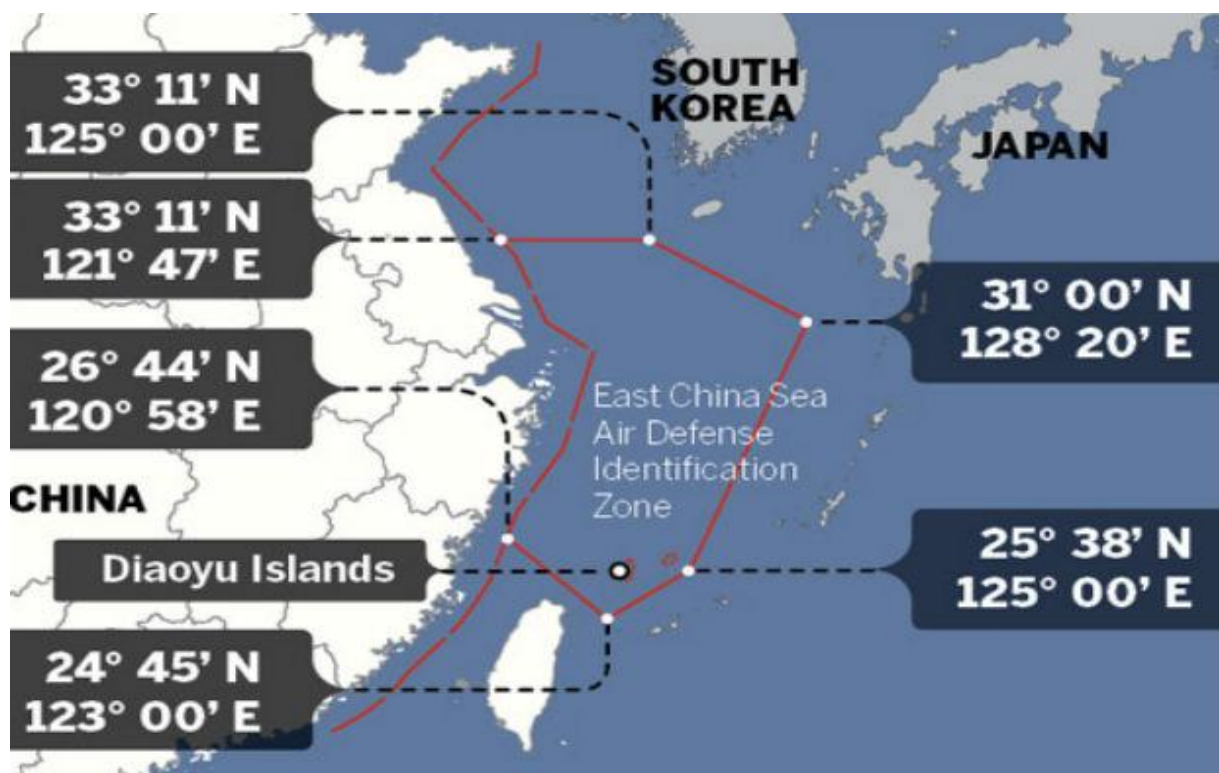 33° 11’ N
125° 00’ E
SOUTH
KOREA
JAPAN
33° 11’ N
121° 47’ E
31° 00’ N
128° 20’ E
26° 44’ N
120° 58’ E
East China Sea
Air Defense
Identification
Zone
CHINA
25° 38’ N
125° 00’ E
Diaoyu Islands
24° 45’ N
123° 00’ E